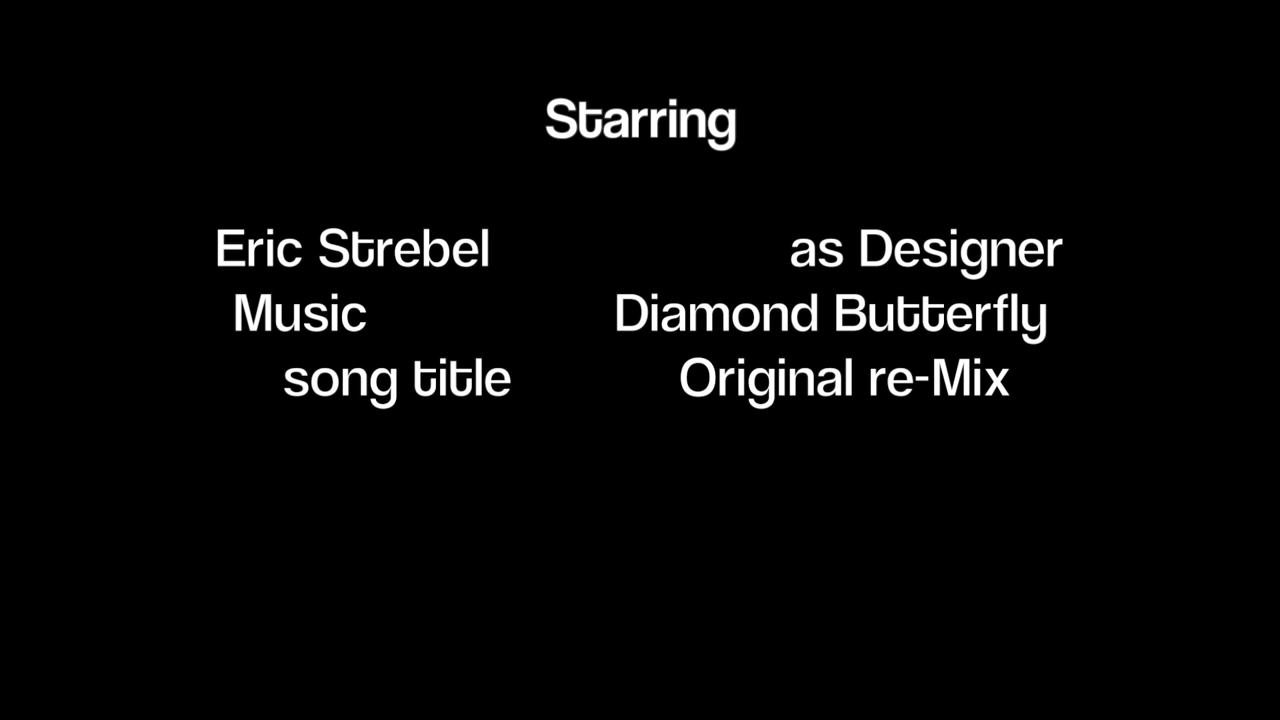 Starring
Eric Strebel as Designer
Music Diamond Butterfly
song title Original re-Mix